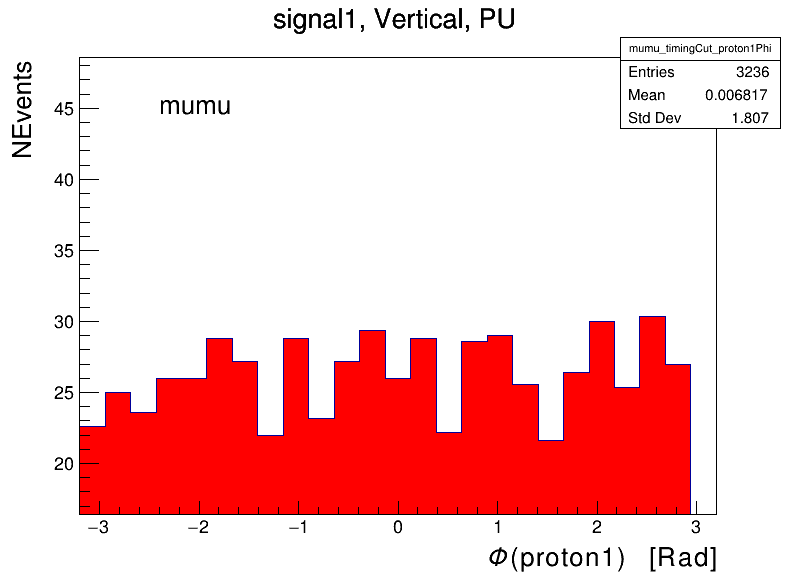 signal1, Vertical, PU
mumu_timingCut_proton1Phi
Entries 3236
Mean 0.006817
Std Dev 1.807
NEvents
mumu
45
40
35
30
25
20
−3 −2 −1 0 1 2 3
Φ(proton1) [Rad]